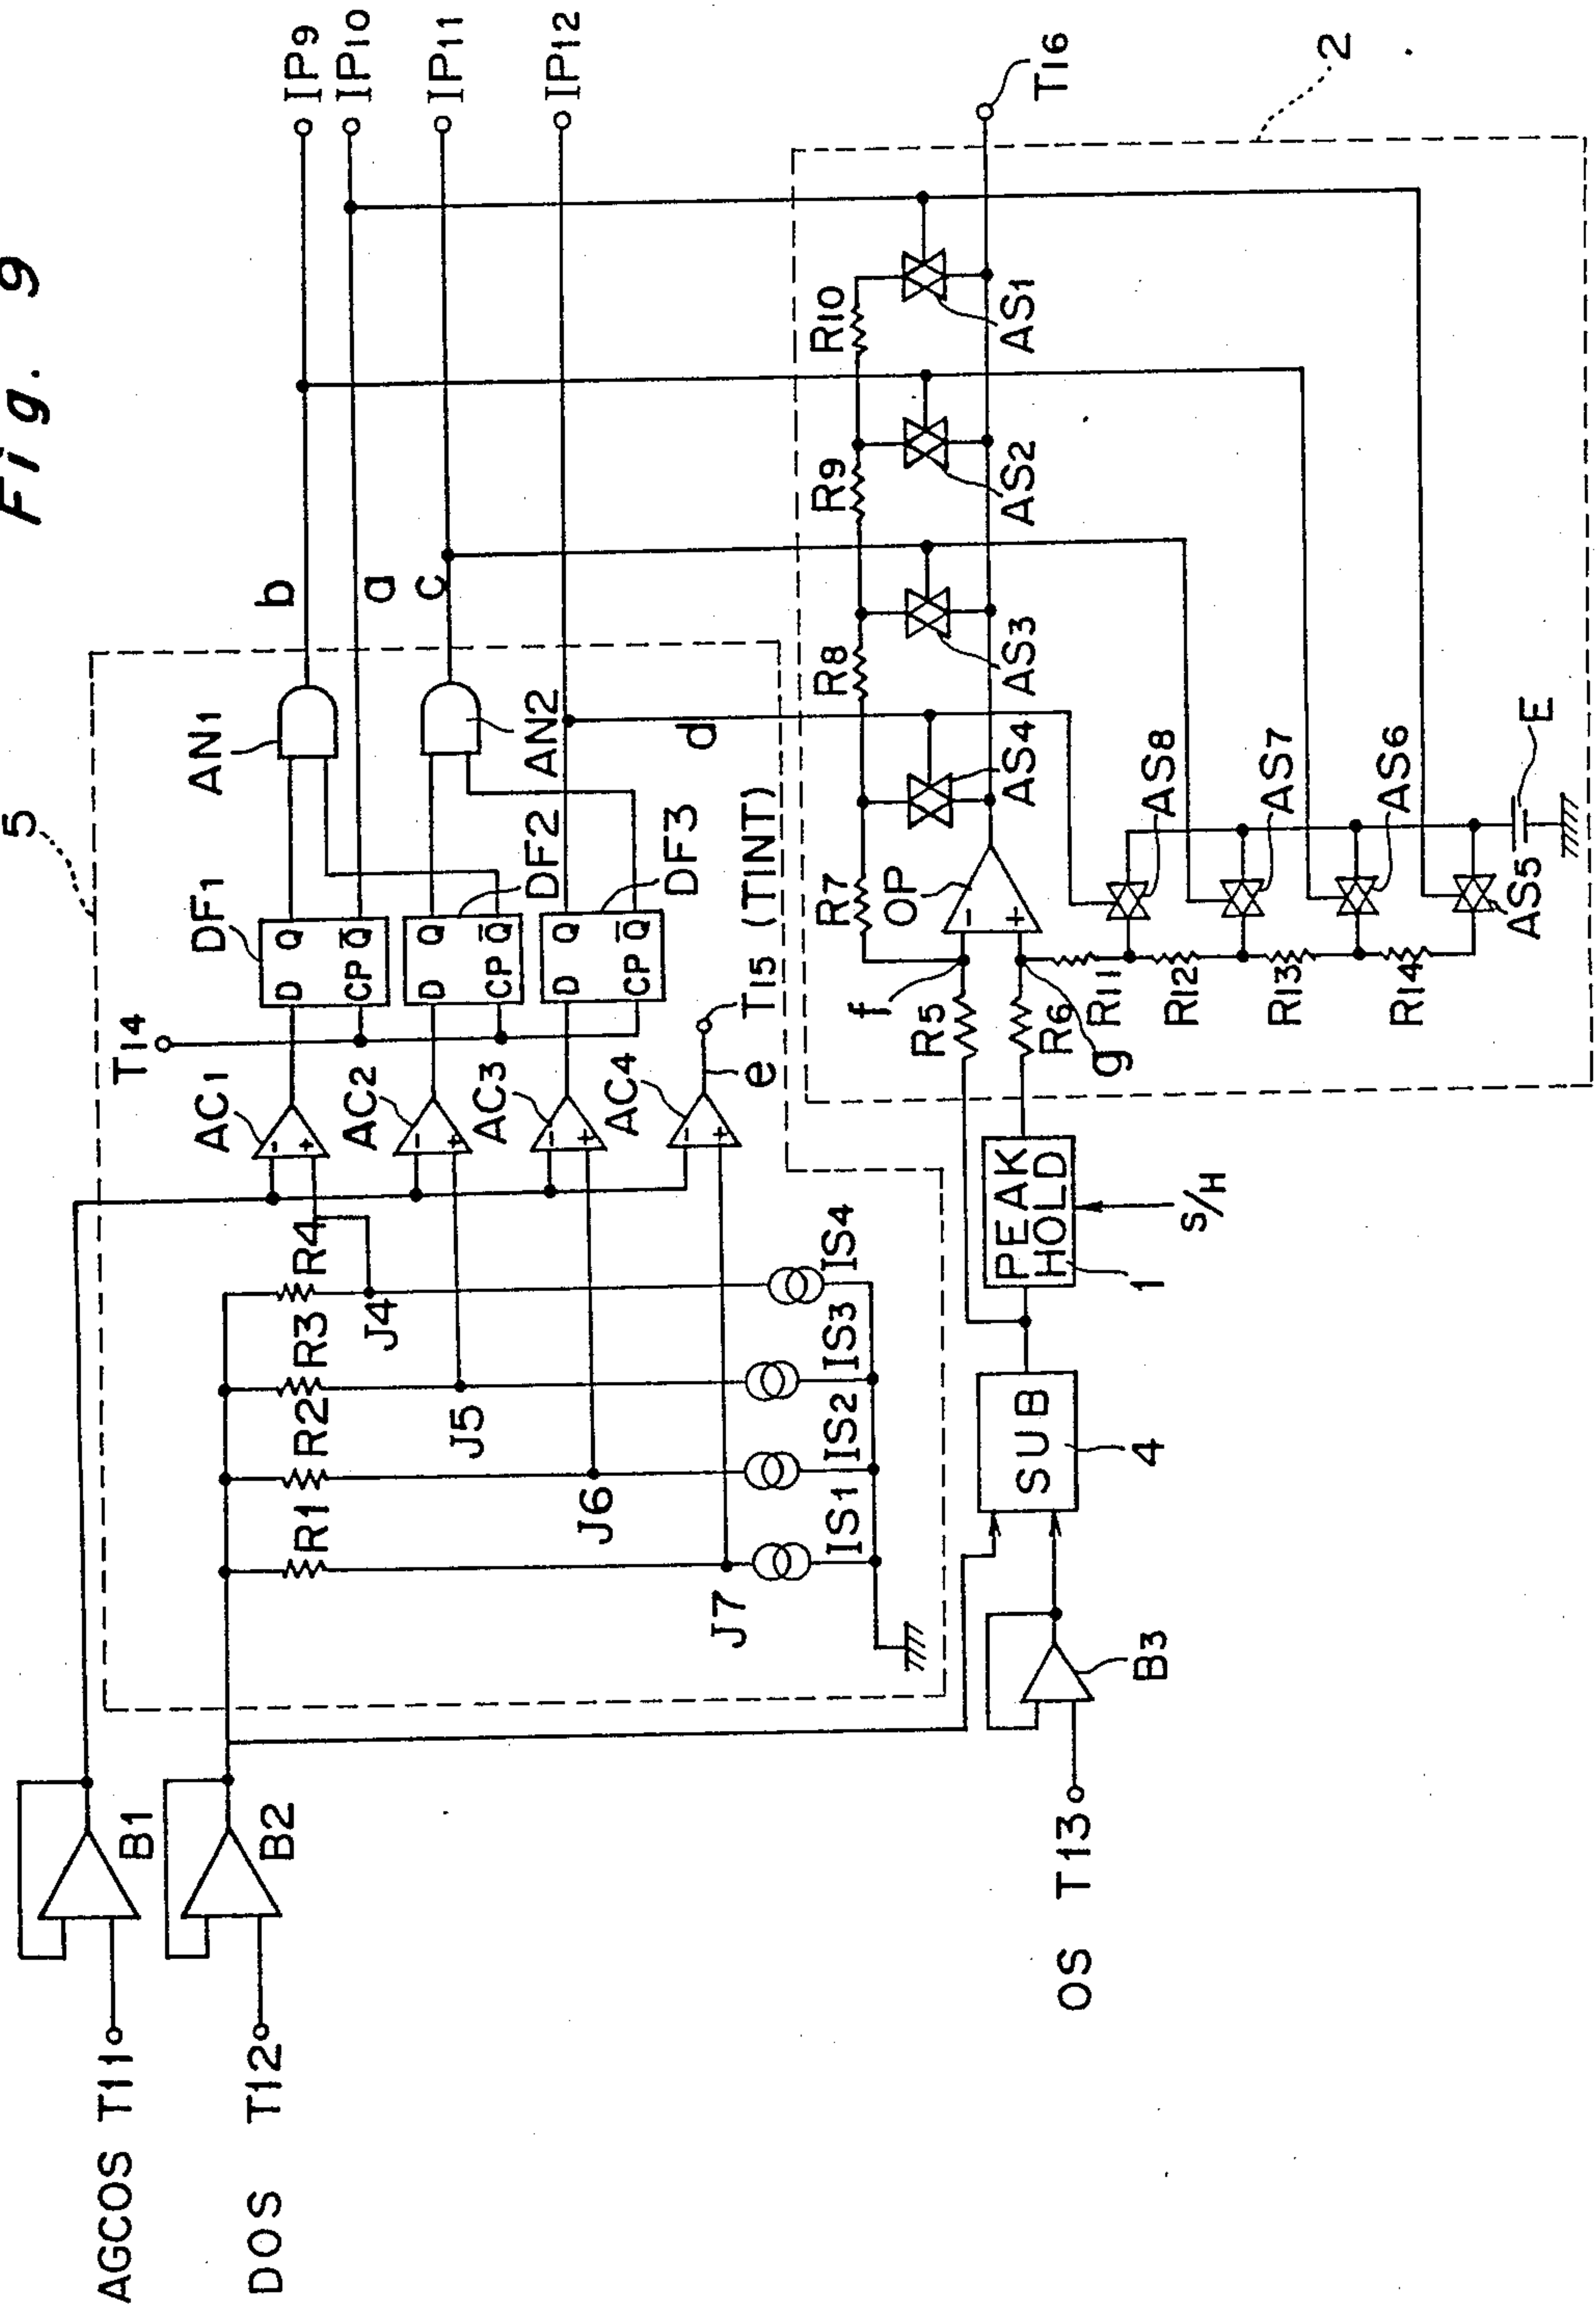 Fig. 9
5
AGCOS T11
B1
DOS T12
B2
OS T13
B3
R1
R2
R3
R4
J4
J5
J6
J7
IS1
IS2
IS3
IS4
T14
AC1
- +
AC2
- +
AC3
- +
AC4
- +
e
T15 (TINT)
DF1
D Q
CP Q̅
DF2
D Q
CP Q̅
DF3
D Q
CP Q̅
AN1
AN2
b
a
c
d
IP9
IP10
IP11
IP12
SUB
4
PEAK
HOLD
1
S/H
R5
R6
f
g
OP
- +
R7
R8
R9
R10
AS4
AS3
AS2
AS1
R11
R12
R13
R14
AS8
AS7
AS6
AS5
E
T16
2